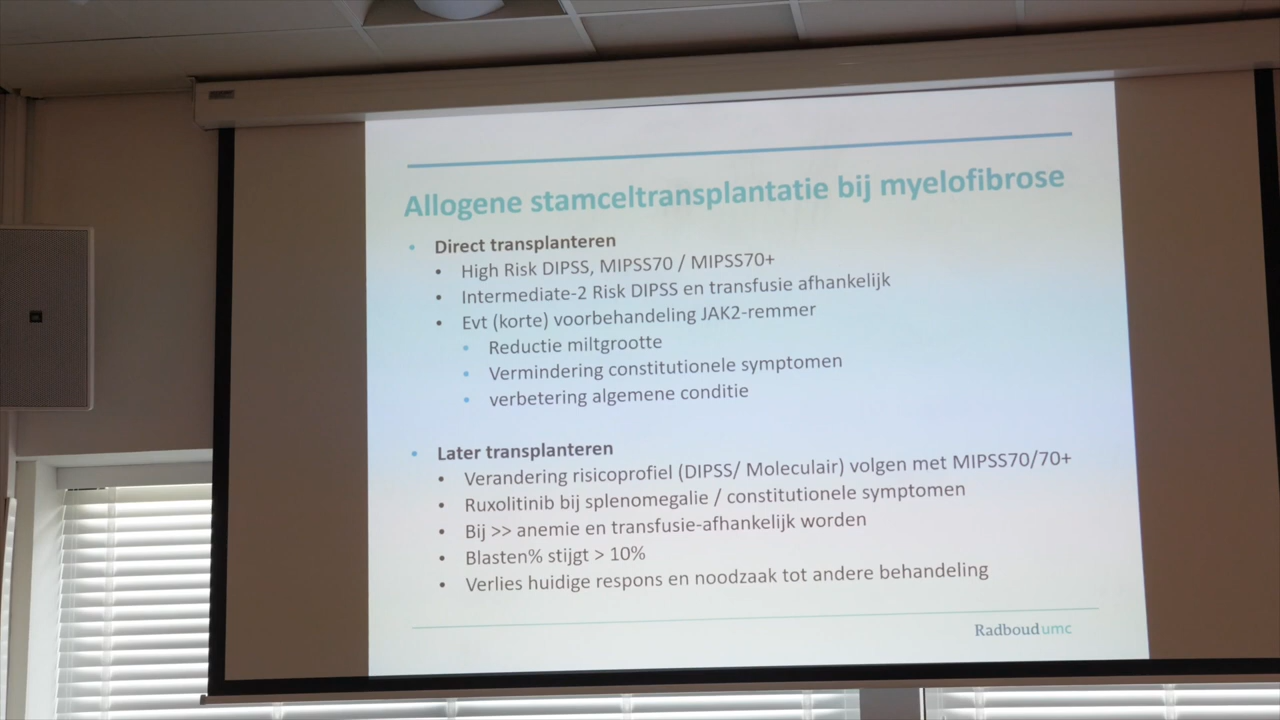 Allogene stamceltransplantatie bij myelofibrose
• Direct transplanteren
• High Risk DIPSS, MIPSS70 / MIPSS70+
• Intermediate-2 Risk DIPSS en transfusie afhankelijk
• Evt (korte) voorbehandeling JAK2-remmer
• Reductie miltgrootte
• Vermindering constitutionele symptomen
• verbetering algemene conditie
• Later transplanteren
• Verandering risicoprofiel (DIPSS/ Moleculair) volgen met MIPSS70/70+
• Ruxolitinib bij splenomegalie / constitutionele symptomen
• Bij >> anemie en transfusie-afhankelijk worden
• Blasten% stijgt > 10%
• Verlies huidige respons en noodzaak tot andere behandeling
Radboudumc